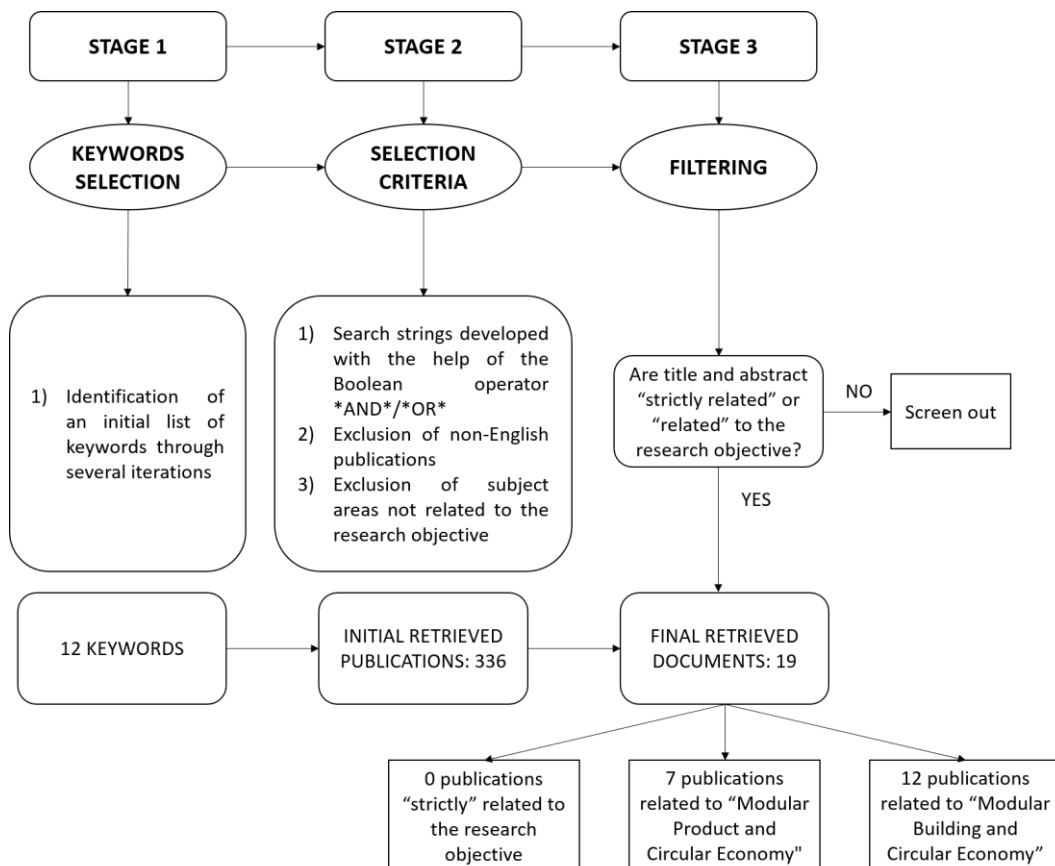 STAGE 1
STAGE 2
STAGE 3
KEYWORDS
SELECTION
SELECTION
CRITERIA
FILTERING
1) Identification of
an initial list of
keywords through
several iterations
1) Search strings developed
with the help of the
Boolean operator
*AND*/*OR*
2) Exclusion of non-English
publications
3) Exclusion of subject
areas not related to the
research objective
Are title and abstract
“strictly related” or
“related” to the
research objective?
NO
Screen out
YES
12 KEYWORDS
INITIAL RETRIEVED
PUBLICATIONS: 336
FINAL RETRIEVED
DOCUMENTS: 19
0 publications
“strictly” related to
the research
objective
7 publications
related to “Modular
Product and
Circular Economy"
12 publications
related to “Modular
Building and
Circular Economy”